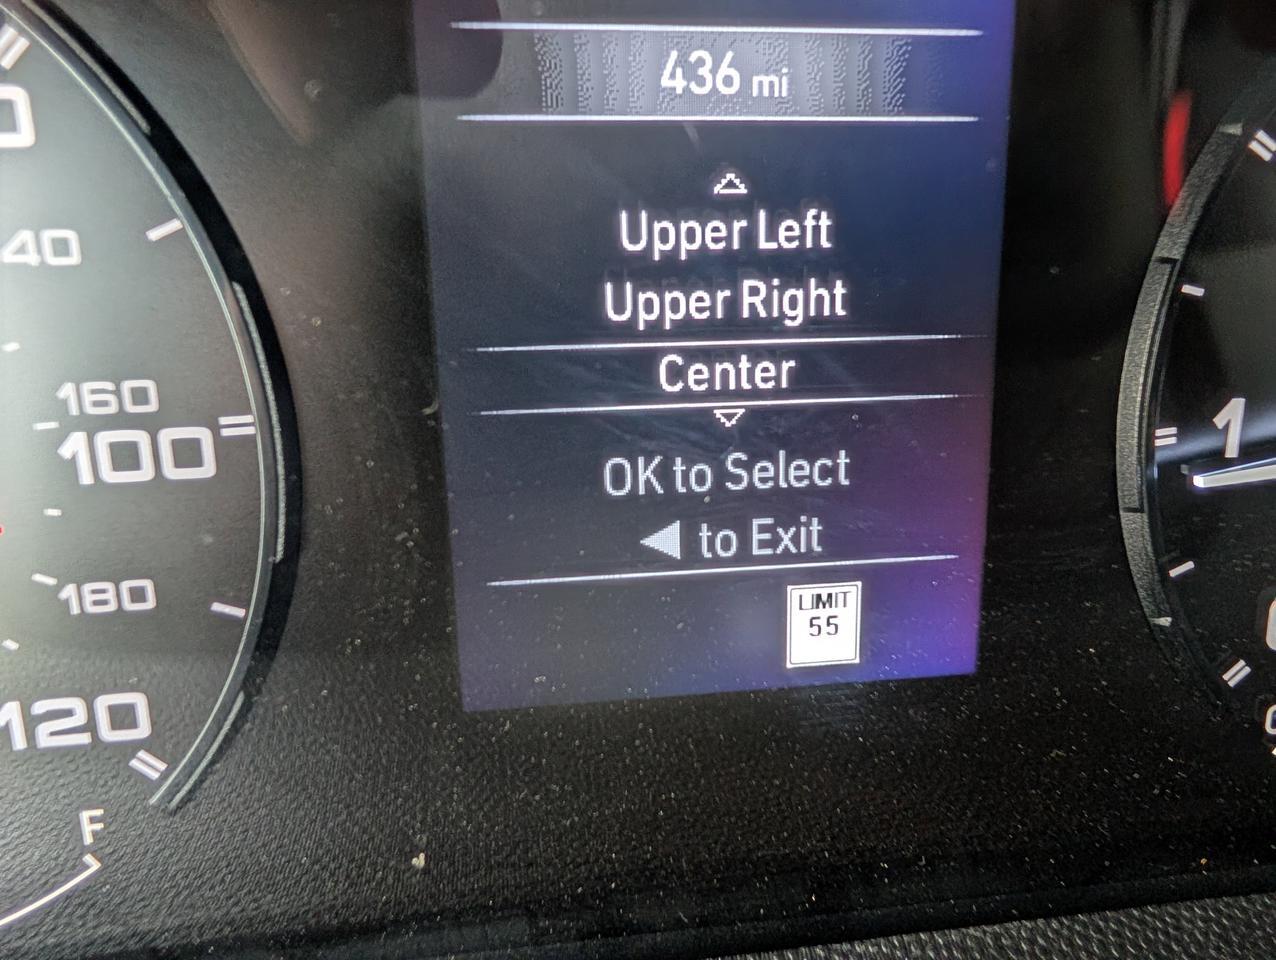 436 mi
Upper Left
Upper Right
Center
OK to Select
to Exit
LIMIT
55
40
160
100
180
120
F
1